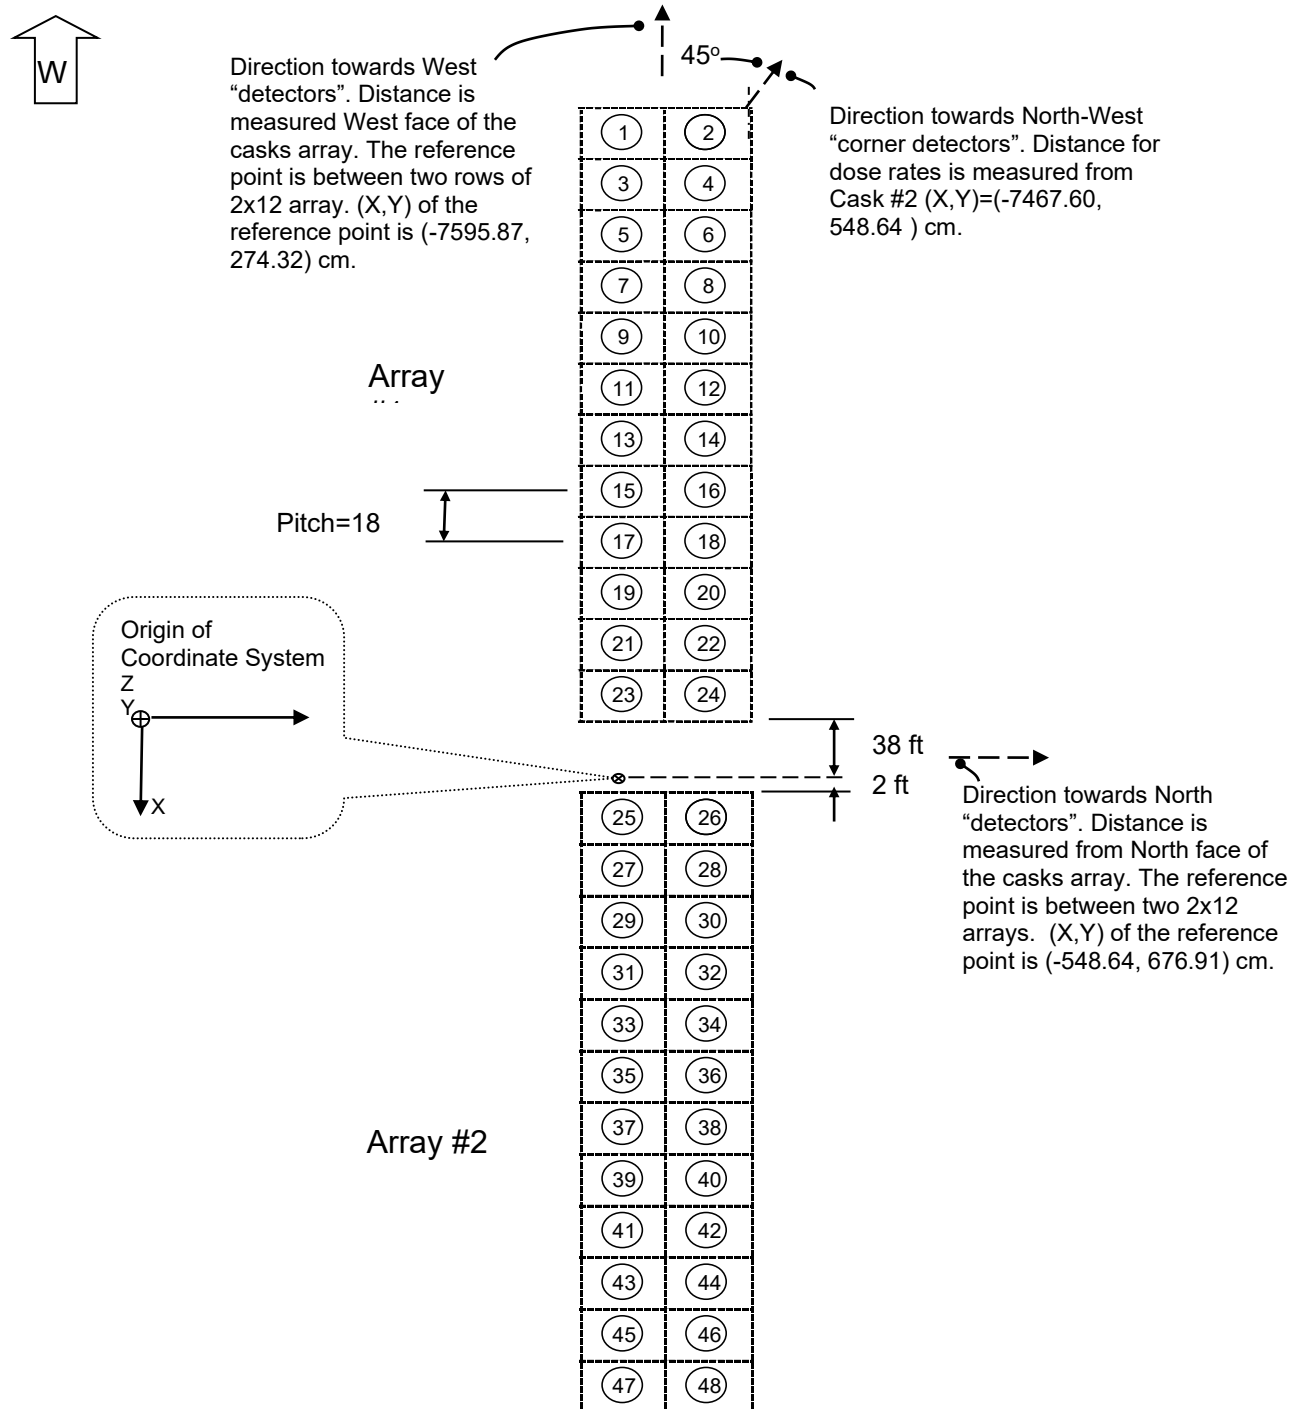 W
Direction towards West
“detectors”. Distance is
measured West face of the
casks array. The reference
point is between two rows of
2x12 array. (X,Y) of the
reference point is (-7595.87,
274.32) cm.
45º
Direction towards North-West
“corner detectors”. Distance for
dose rates is measured from
Cask #2 (X,Y)=(-7467.60,
548.64 ) cm.
1 2
3 4
5 6
7 8
9 10
Array
11 12
13 14
15 16
Pitch=18
17 18
19 20
21 22
23 24
Origin of
Coordinate System
Z
Y
X
38 ft
2 ft
Direction towards North
“detectors”. Distance is
measured from North face of
the casks array. The reference
point is between two 2x12
arrays. (X,Y) of the reference
point is (-548.64, 676.91) cm.
25 26
27 28
29 30
31 32
33 34
35 36
37 38
Array #2
39 40
41 42
43 44
45 46
47 48